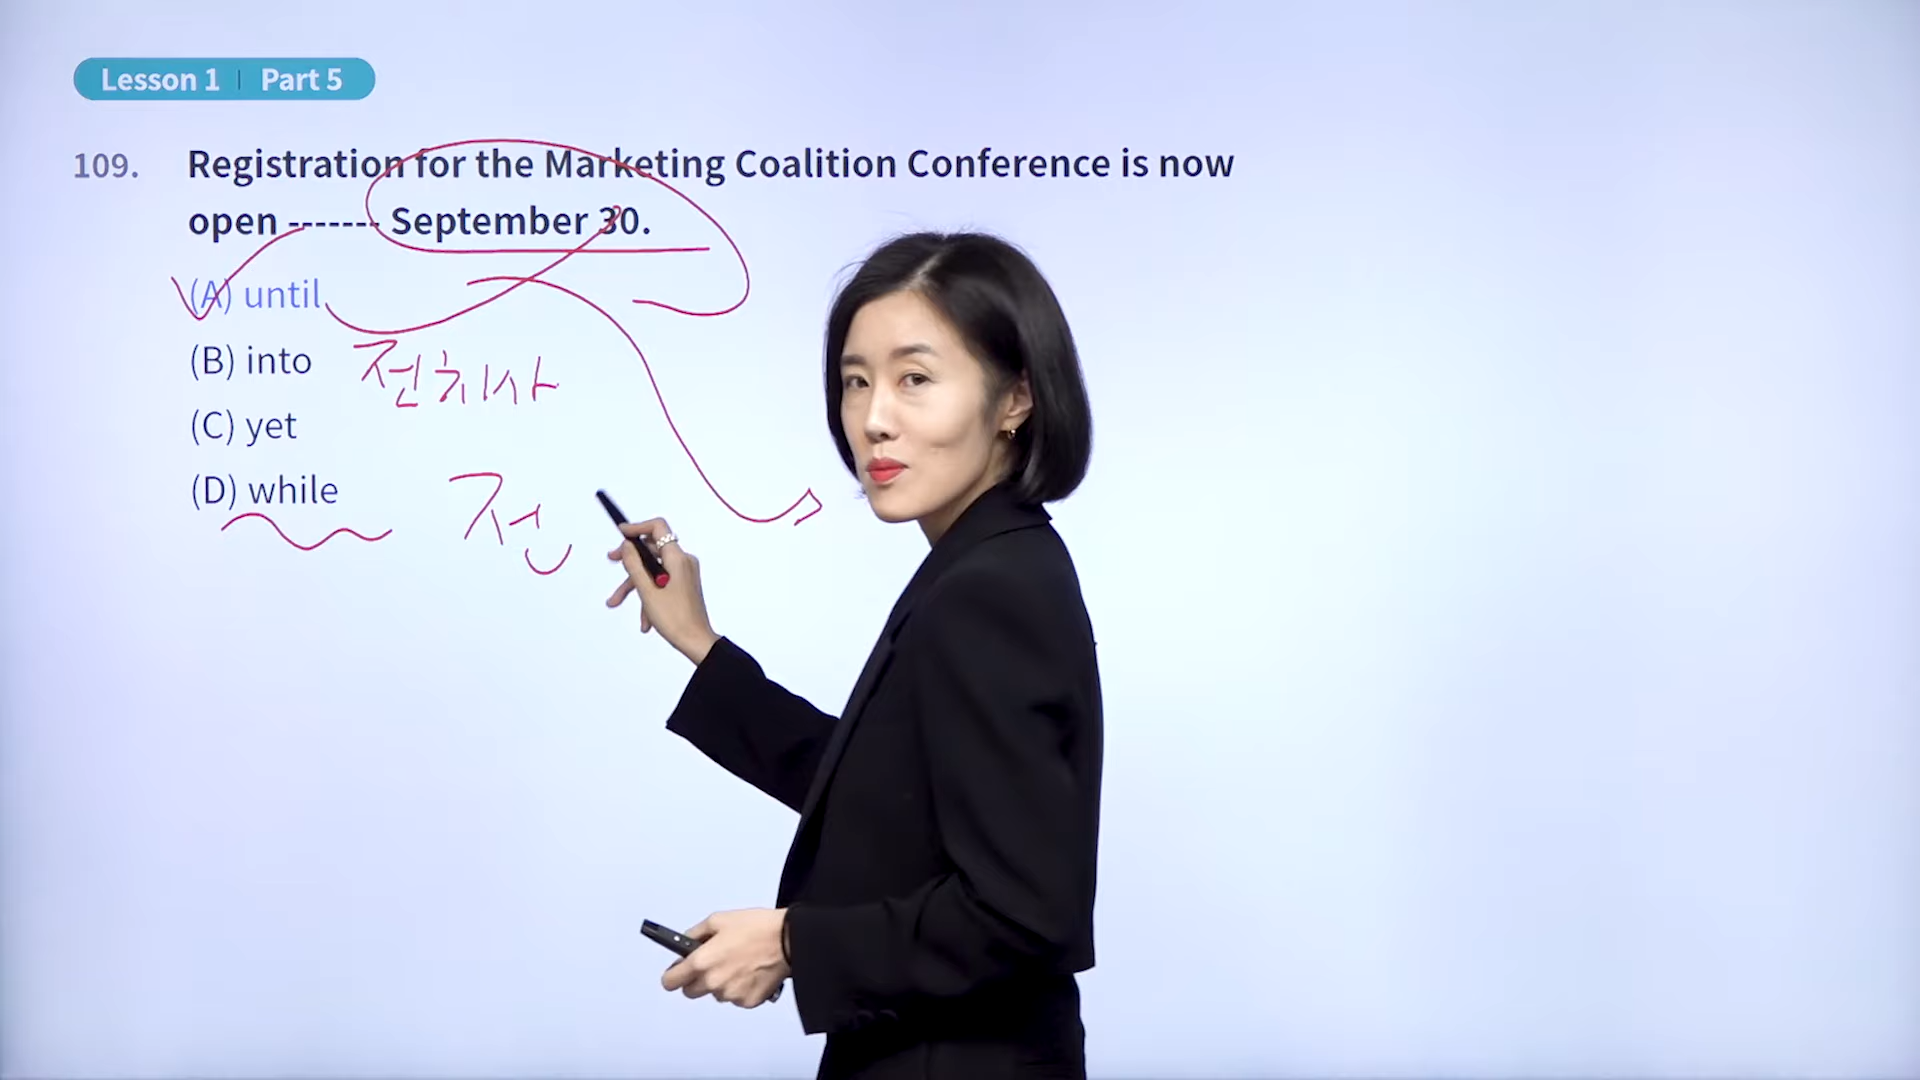 Lesson 1 | Part 5
109. Registration for the Marketing Coalition Conference is now
open ------- September 30.
(A) until
(B) into
전치사
(C) yet
(D) while
전